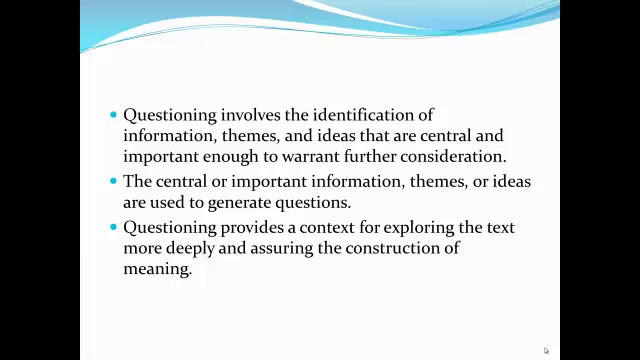 • Questioning involves the identification of
information, themes, and ideas that are central and
important enough to warrant further consideration.
• The central or important information, themes, or ideas
are used to generate questions.
• Questioning provides a context for exploring the text
more deeply and assuring the construction of
meaning.